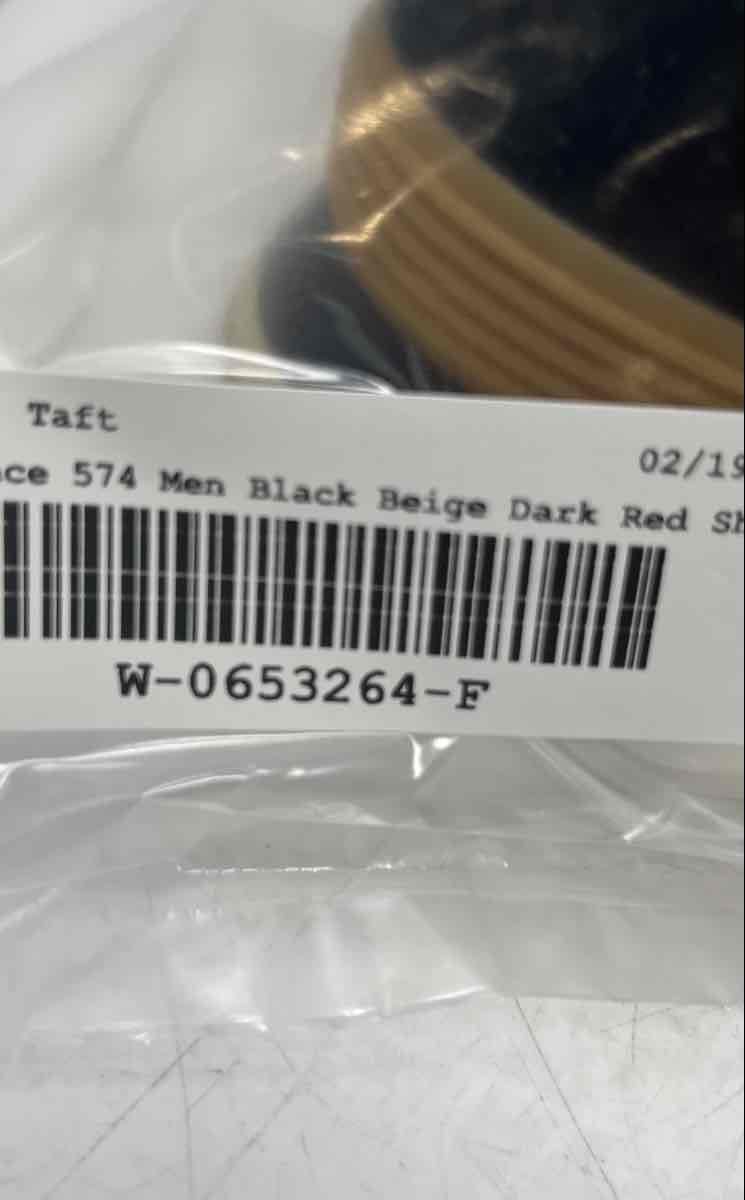 Taft
02/19
ce 574 Men Black Beige Dark Red Sh
W-0653264-F